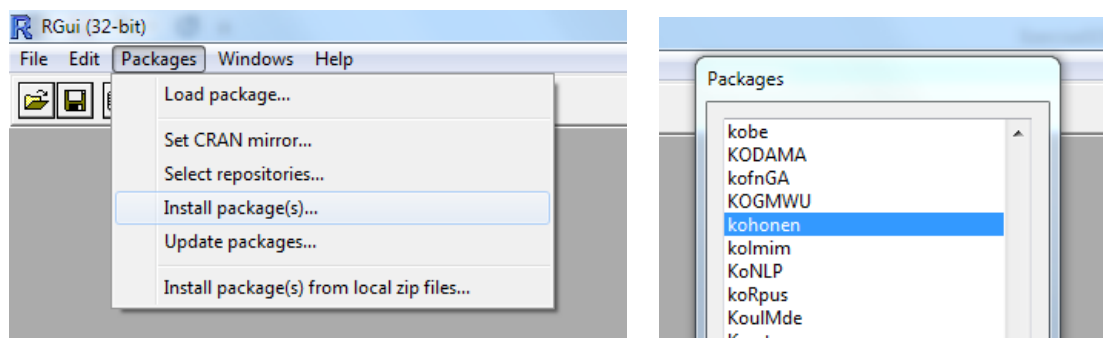 RGui (32-bit)
File Edit Packages Windows Help
Load package...
Set CRAN mirror...
Select repositories...
Install package(s)...
Update packages...
Install package(s) from local zip files...
Packages
kobe
KODAMA
kofnGA
KOGMWU
kohonen
kolmim
KoNLP
koRpus
KoulMde